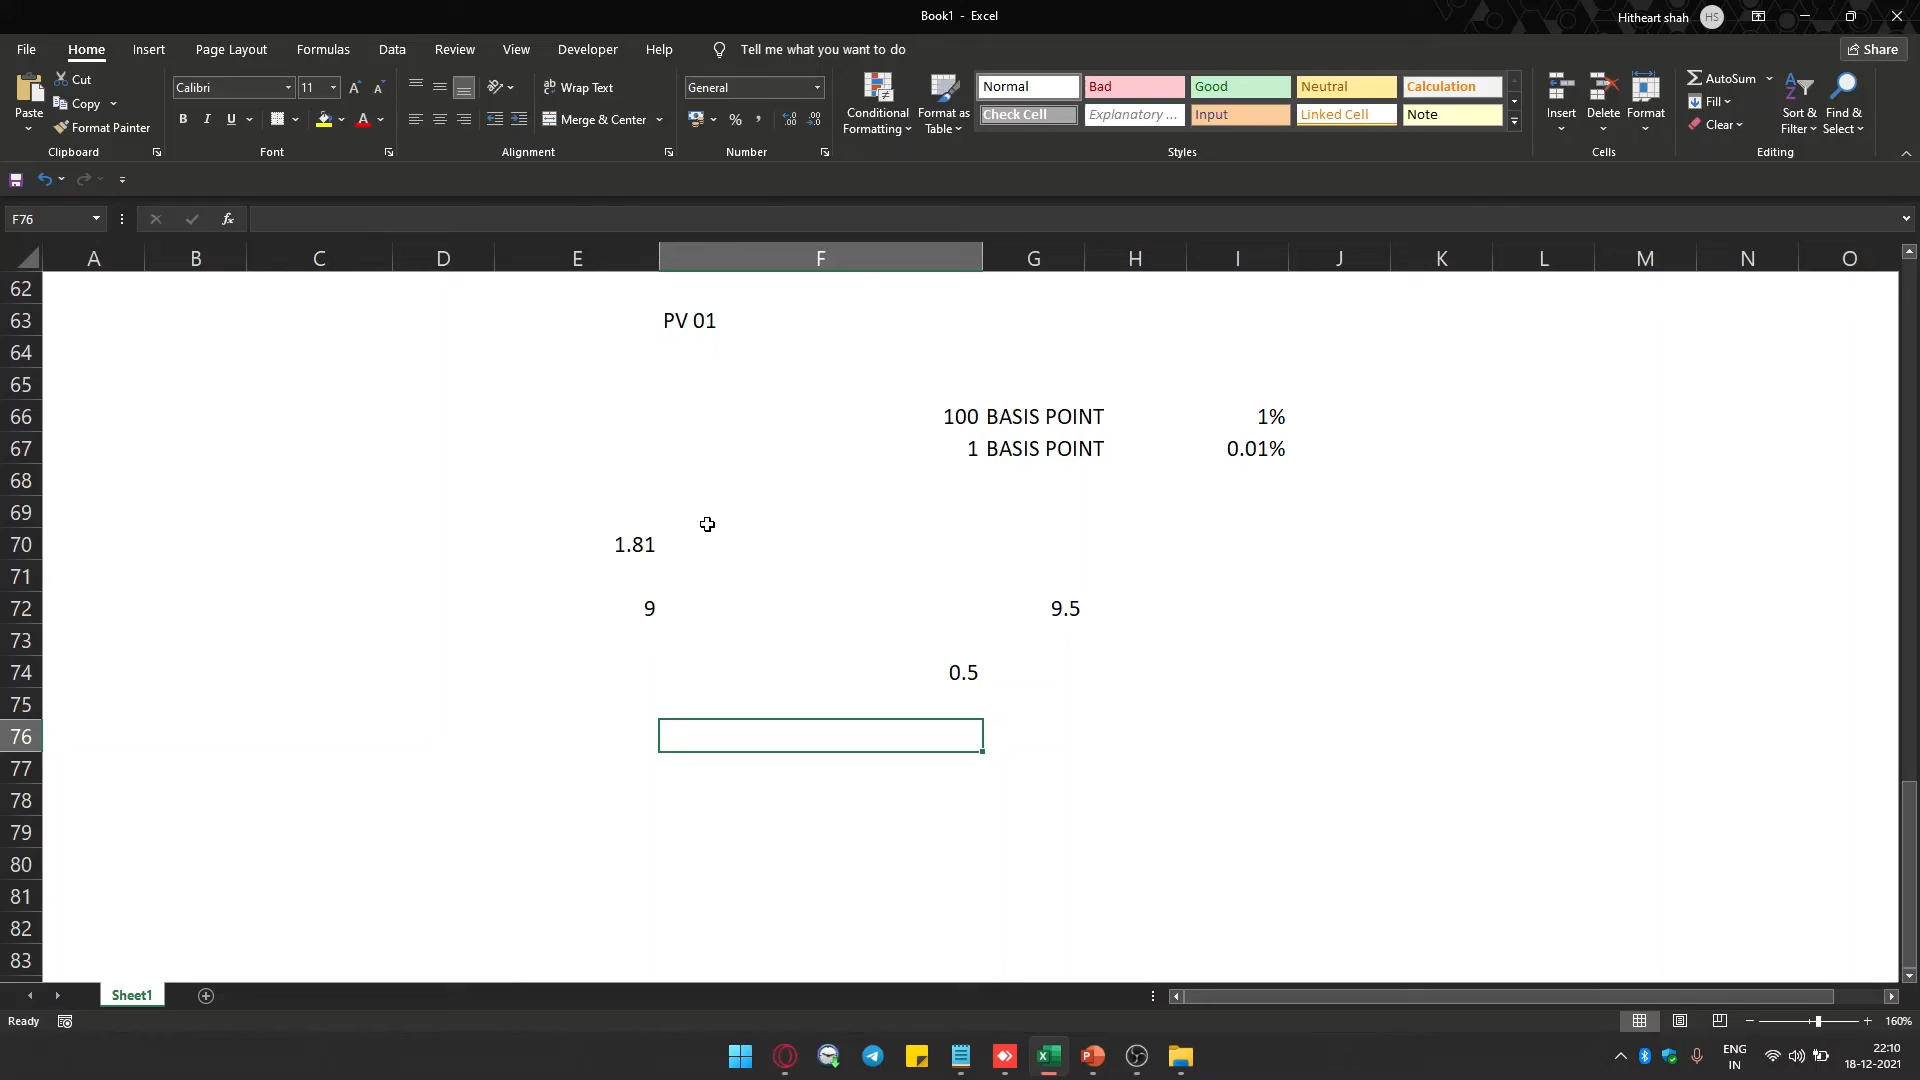 Book1 - Excel
Hitheart shah HS
File Home Insert Page Layout Formulas Data Review View Developer Help Tell me what you want to do Share
Paste
Cut
Copy
Format Painter
Clipboard
Calibri 11
B I U
Font
Wrap Text
Merge & Center
Alignment
General
% ,
Number
Conditional Formatting
Format as Table
Normal Bad Good Neutral Calculation
Check Cell Explanatory ... Input Linked Cell Note
Styles
Insert Delete Format
Cells
AutoSum
Fill
Clear
Sort & Filter
Find & Select
Editing
F76 fx
A B C D E F G H I J K L M N O
62
63 PV 01
64
65
66 100 BASIS POINT 1%
67 1 BASIS POINT 0.01%
68
69
70 1.81
71
72 9 9.5
73
74 0.5
75
76
77
78
79
80
81
82
83
Sheet1
Ready 160%
ENG
IN
22:10
18-12-2021